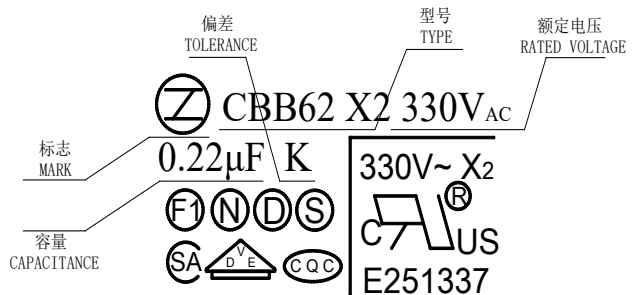 偏差
TOLERANCE
型号
TYPE
额定电压
RATED VOLTAGE
CBB62 X2 330VAC
标志
MARK
0.22μF K
330V~ X2
F1 N D S
®
C US
容量
CAPACITANCE
SA D V E CQC
E251337